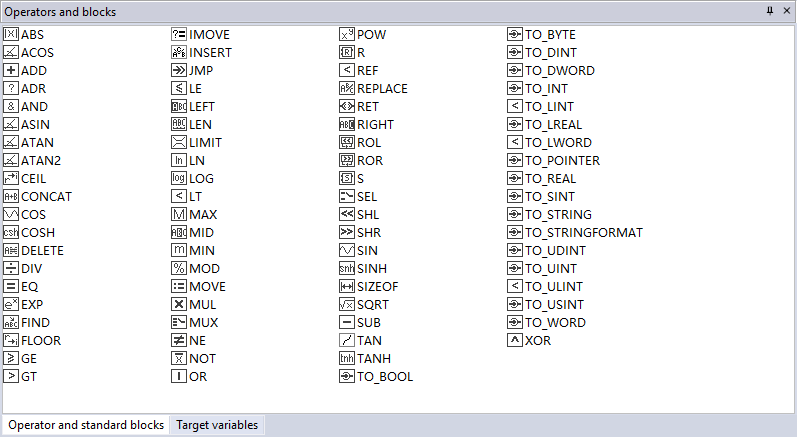 Operators and blocks
ABS
ACOS
ADD
ADR
AND
ASIN
ATAN
ATAN2
CEIL
CONCAT
COS
COSH
DELETE
DIV
EQ
EXP
FIND
FLOOR
GE
GT
IMOVE
INSERT
JMP
LE
LEFT
LEN
LIMIT
LN
LOG
LT
MAX
MID
MIN
MOD
MOVE
MUL
MUX
NE
NOT
OR
POW
R
REF
REPLACE
RET
RIGHT
ROL
ROR
S
SEL
SHL
SHR
SIN
SINH
SIZEOF
SQRT
SUB
TAN
TANH
TO_BOOL
TO_BYTE
TO_DINT
TO_DWORD
TO_INT
TO_LINT
TO_LREAL
TO_LWORD
TO_POINTER
TO_REAL
TO_SINT
TO_STRING
TO_STRINGFORMAT
TO_UDINT
TO_UINT
TO_ULINT
TO_USINT
TO_WORD
XOR
Operator and standard blocks Target variables